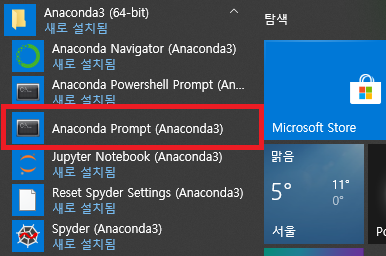 Anaconda3 (64-bit)
새로 설치됨
Anaconda Navigator (Anaconda3)
새로 설치됨
Anaconda Powershell Prompt (An...
새로 설치됨
Anaconda Prompt (Anaconda3)
Jupyter Notebook (Anaconda3)
새로 설치됨
Reset Spyder Settings (Anaconda3)
새로 설치됨
Spyder (Anaconda3)
새로 설치됨
탐색
Microsoft Store
맑음
5° 11°
0°
서울
Po